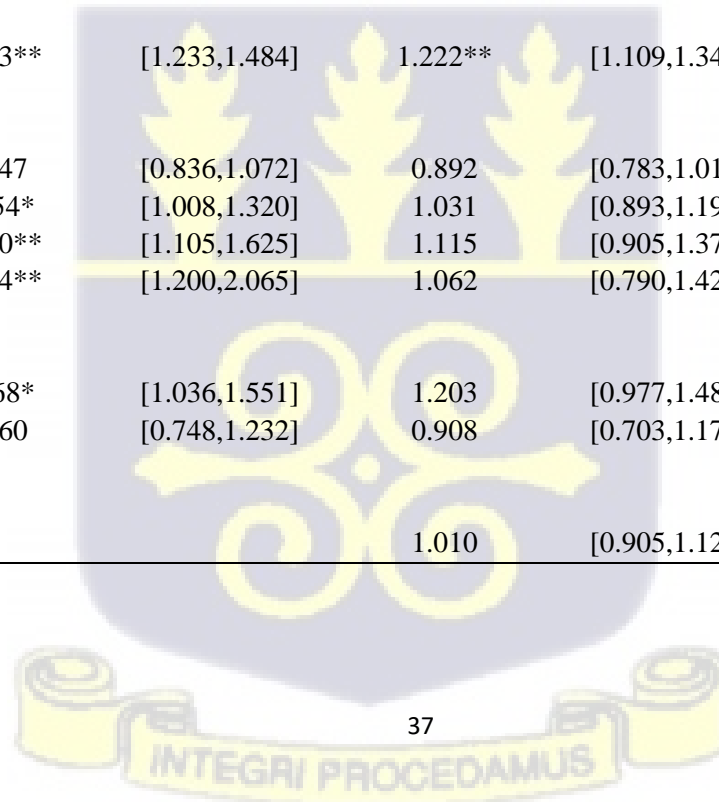 3** [1.233,1.484] 1.222** [1.109,1.34
47 [0.836,1.072] 0.892 [0.783,1.01
54* [1.008,1.320] 1.031 [0.893,1.19
0** [1.105,1.625] 1.115 [0.905,1.37
4** [1.200,2.065] 1.062 [0.790,1.42
58* [1.036,1.551] 1.203 [0.977,1.48
60 [0.748,1.232] 0.908 [0.703,1.17
1.010 [0.905,1.12
37
INTEGRI PROCEDAMUS